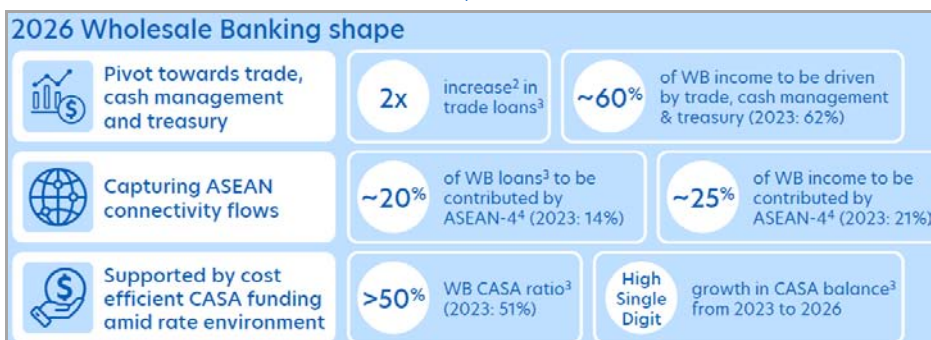 2026 Wholesale Banking shape
Pivot towards trade,
cash management
and treasury
2x
increase² in
trade loans³
~60%
of WB income to be driven
by trade, cash management
& treasury (2023: 62%)
Capturing ASEAN
connectivity flows
~20%
of WB loans³ to be
contributed by
ASEAN-4⁴ (2023: 14%)
~25%
of WB income to be
contributed by
ASEAN-4⁴ (2023: 21%)
Supported by cost
efficient CASA funding
amid rate environment
>50%
WB CASA ratio³
(2023: 51%)
High
Single
Digit
growth in CASA balance³
from 2023 to 2026